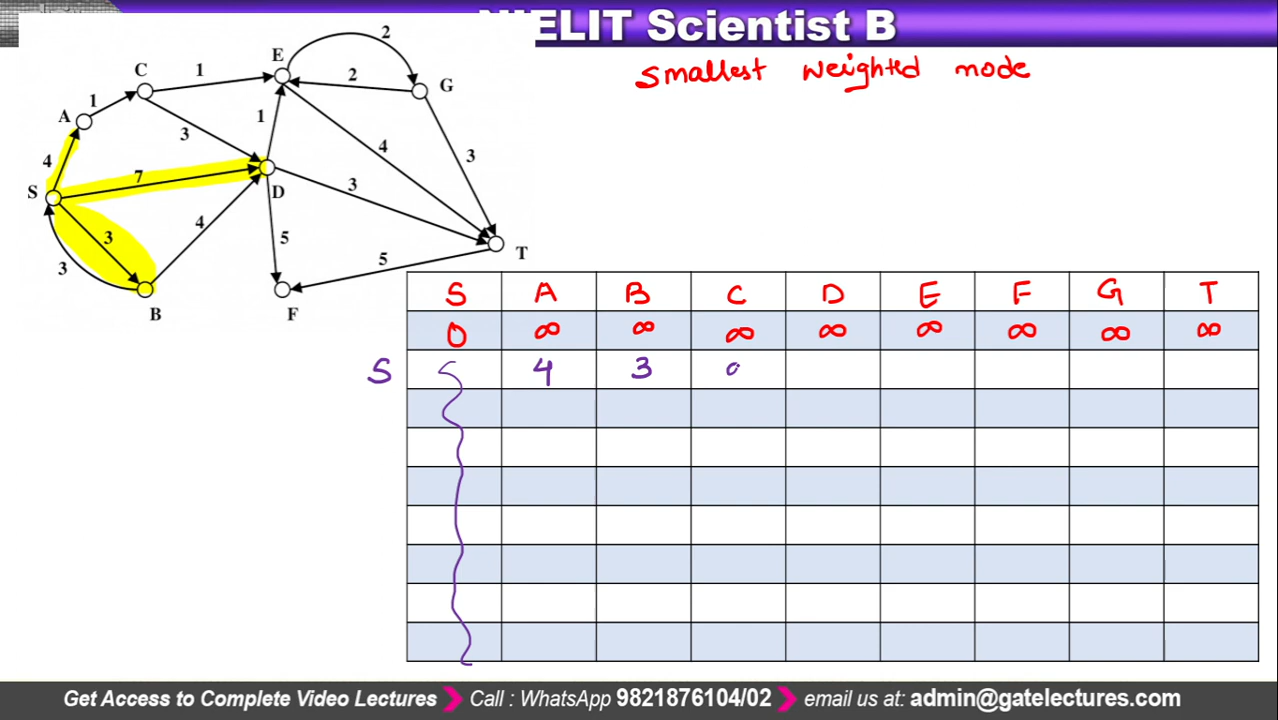 NIELIT Scientist B
smallest weighted mode
E 2
C 1 2 G
A 1
3 1 4 3
4 7
S D 3
3 4 5
3 5 T
B F
S A B C D E F G T
0 ∞ ∞ ∞ ∞ ∞ ∞ ∞ ∞
S 4 3
Get Access to Complete Video Lectures Call : WhatsApp 9821876104/02 email us at: admin@gatelectures.com